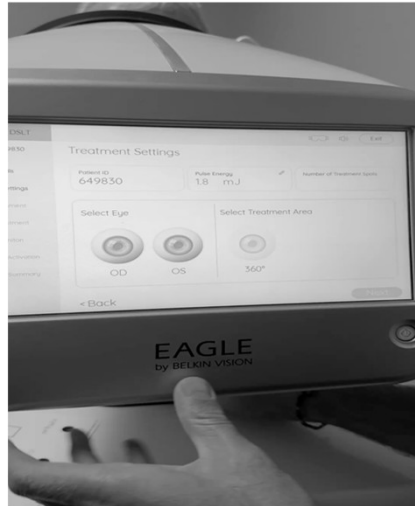 DSLT
Exit
Treatment Settings
Patient ID
649830
Pulse Energy
1.8 mJ
Number of Treatment Spots
Select Eye
Select Treatment Area
OD
OS
360°
<Back
EAGLE
by BELKIN VISION